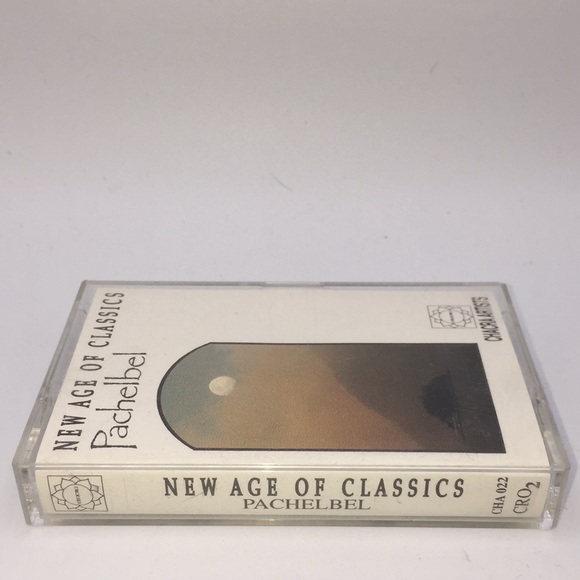 NEW AGE OF CLASSICS
Pachelbel
CHACRA ARTISTS
NEW AGE OF CLASSICS
PACHELBEL
CHA 022
CRO2